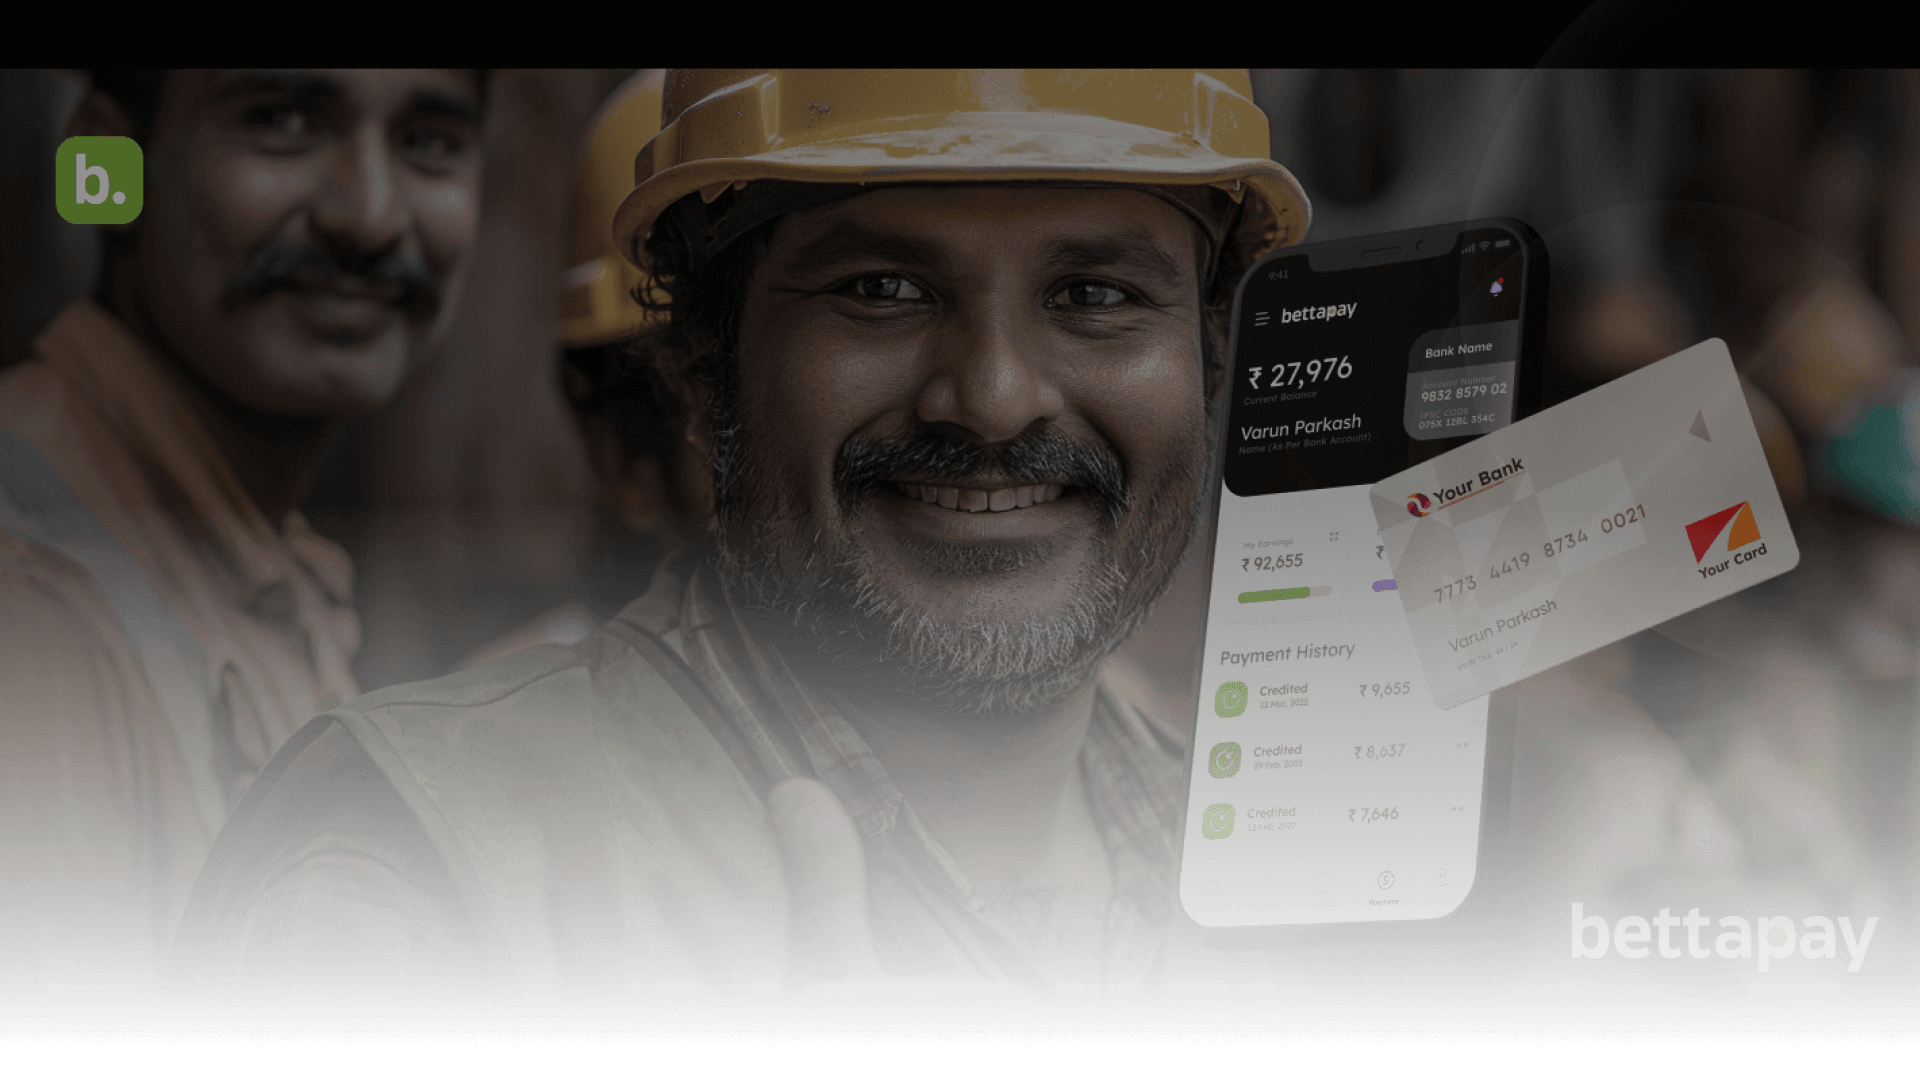 b.
9:41
bettapay
₹ 27,976
Current Balance
Varun Parkash
Name (As Per Bank Account)
Bank Name
Account Number
9832 8579 02
IFSC CODE
075X 12BL 354C
My Earnings
₹ 92,655
₹
Payment History
Credited
12 Mar, 2022
₹ 9,655
Credited
29 Feb, 2022
₹ 8,637
Credited
12 Feb, 2022
₹ 7,646
Payment
Your Bank
7773 4419 8734 0021
Varun Parkash
VALID TILL
Your Card
bettapay